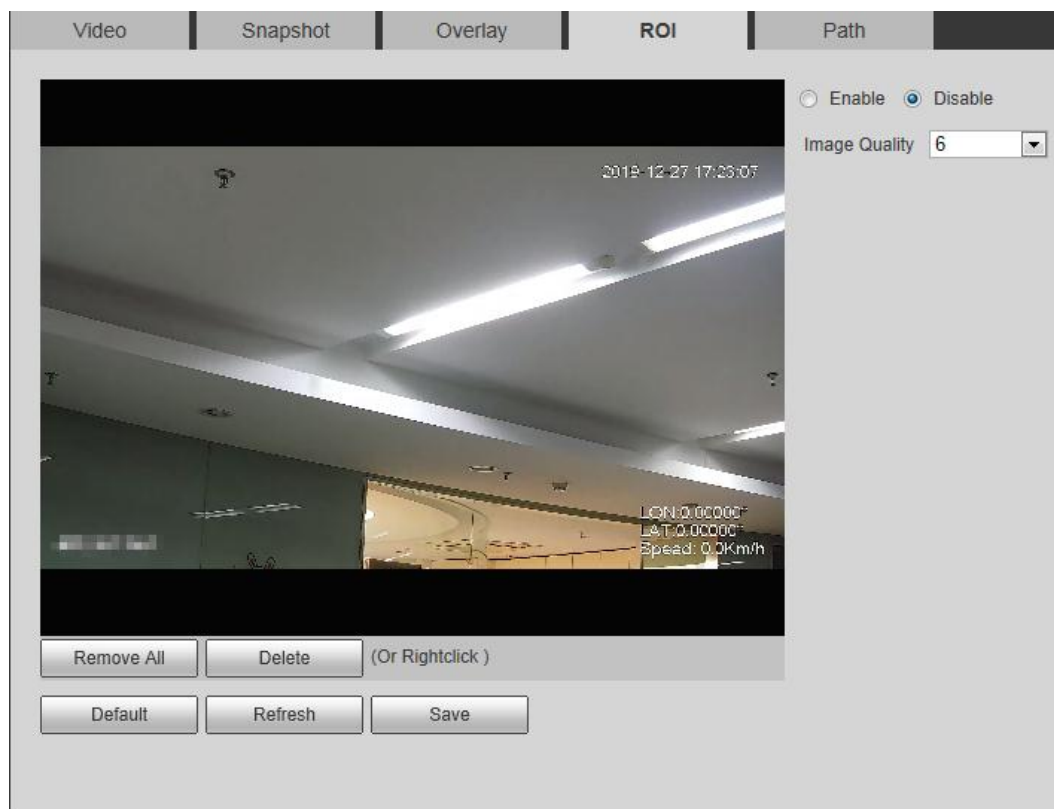 Video Snapshot Overlay ROI Path
Enable Disable
Image Quality 6
2019-12-27 17:23:07
LON:0.00000°
LAT:0.00000°
Speed: 0.0Km/h
Remove All Delete (Or Rightclick )
Default Refresh Save